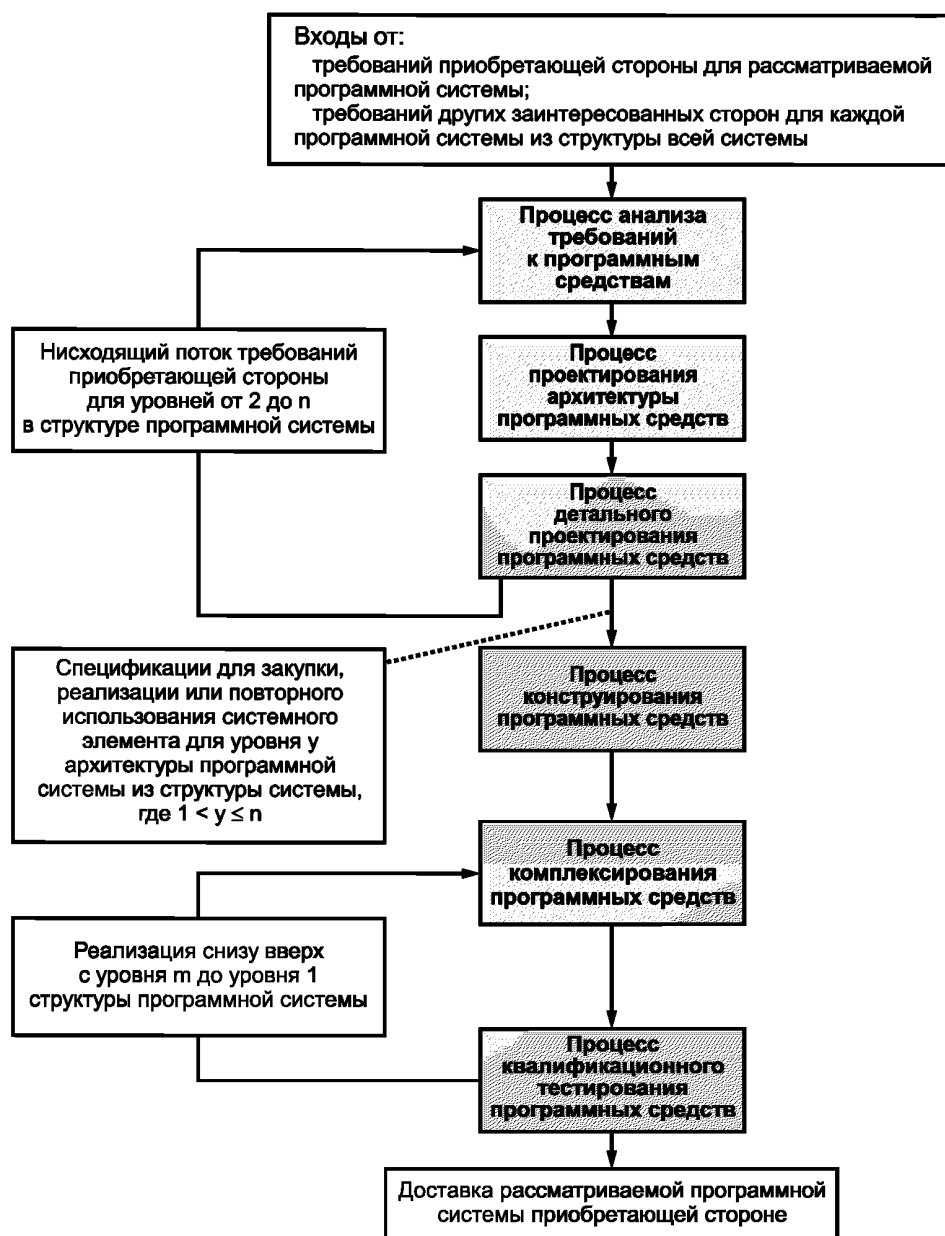 Входы от:
требований приобретающей стороны для рассматриваемой
программной системы;
требований других заинтересованных сторон для каждой
программной системы из структуры всей системы
Процесс анализа
требований
к программным
средствам
Нисходящий поток требований
приобретающей стороны
для уровней от 2 до n
в структуре программной системы
Процесс
проектирования
архитектуры
программных средств
Процесс
детального
проектирования
программных средств
Спецификации для закупки,
реализации или повторного
использования системного
элемента для уровня y
архитектуры программной
системы из структуры системы,
где 1 < y ≤ n
Процесс
конструирования
программных средств
Процесс
комплексирования
программных средств
Реализация снизу вверх
с уровня m до уровня 1
структуры программной системы
Процесс
квалификационного
тестирования
программных средств
Доставка рассматриваемой программной
системы приобретающей стороне